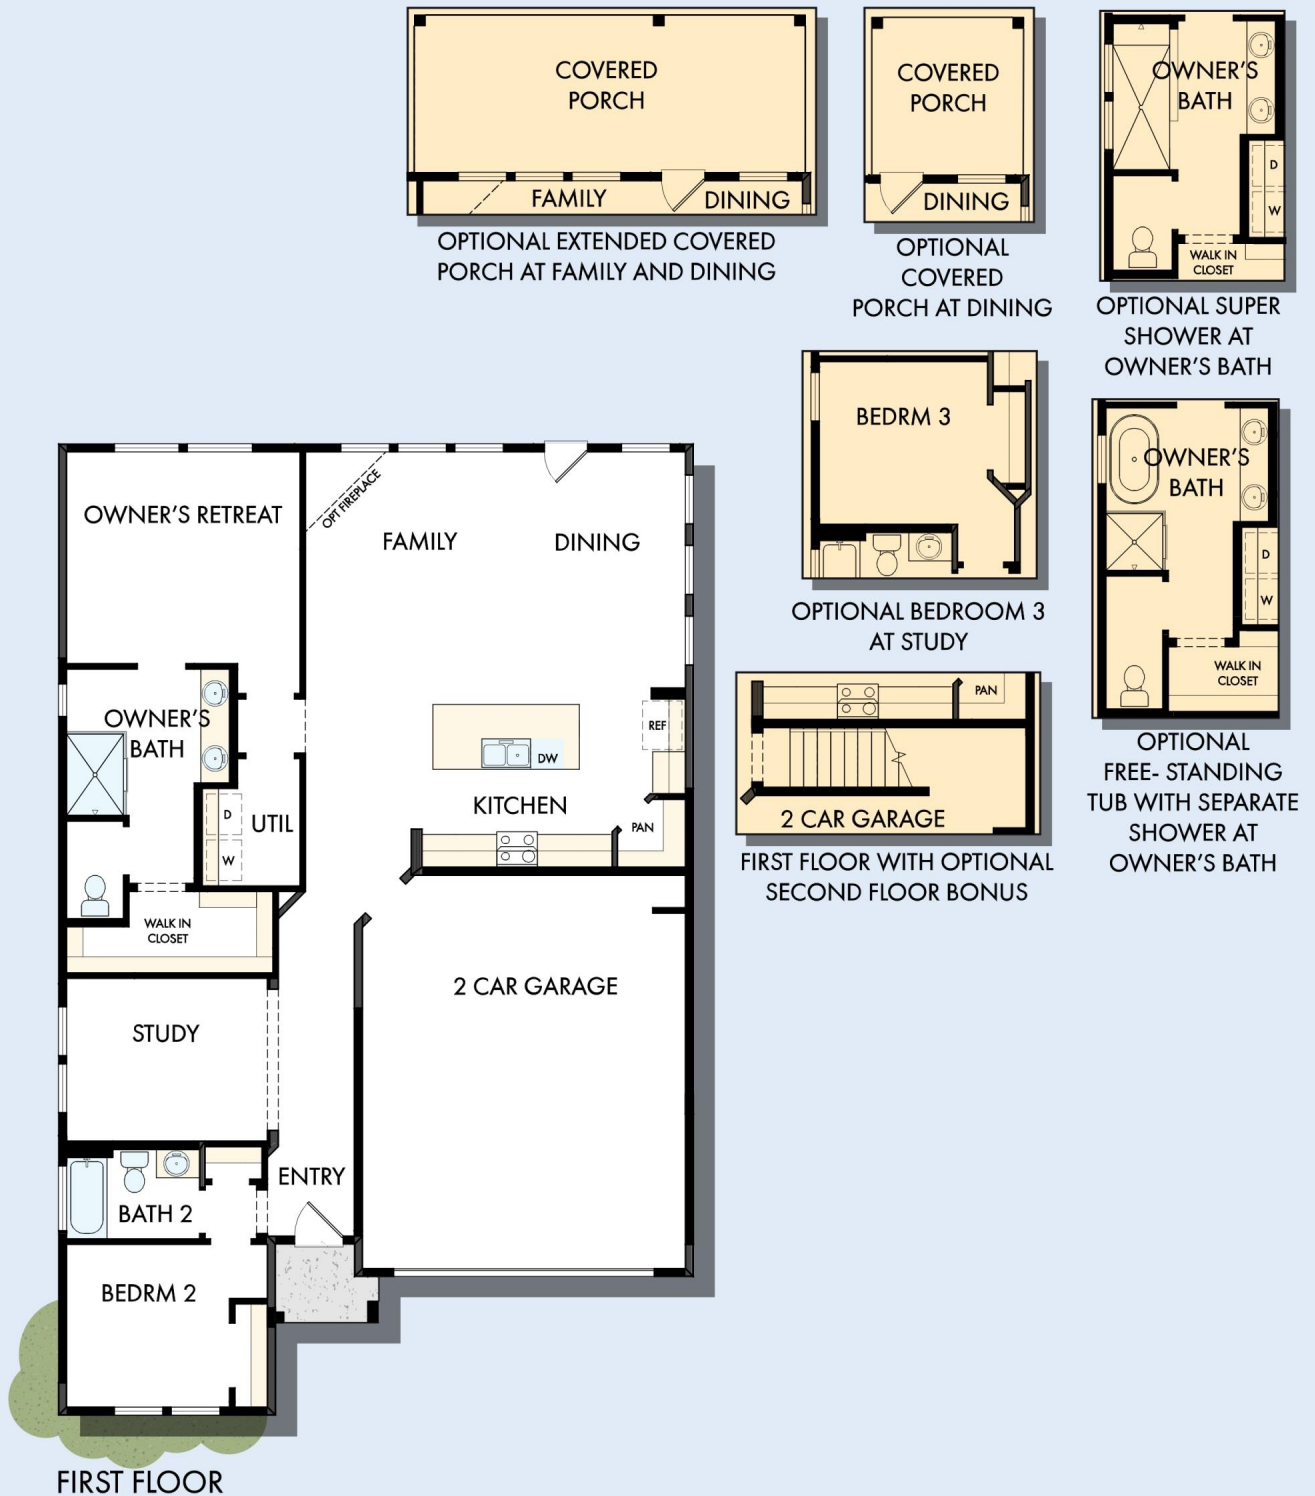 COVERED
PORCH
FAMILY
DINING
OPTIONAL EXTENDED COVERED
PORCH AT FAMILY AND DINING
COVERED
PORCH
DINING
OPTIONAL
COVERED
PORCH AT DINING
OWNER'S
BATH
D
W
WALK IN
CLOSET
OPTIONAL SUPER
SHOWER AT
OWNER'S BATH
BEDRM 3
OPTIONAL BEDROOM 3
AT STUDY
OWNER'S
BATH
D
W
WALK IN
CLOSET
OPTIONAL
FREE- STANDING
TUB WITH SEPARATE
SHOWER AT
OWNER'S BATH
PAN
2 CAR GARAGE
FIRST FLOOR WITH OPTIONAL
SECOND FLOOR BONUS
OWNER'S RETREAT
OPT FIREPLACE
FAMILY
DINING
OWNER'S
BATH
REF
DW
KITCHEN
D
UTIL
W
PAN
WALK IN
CLOSET
2 CAR GARAGE
STUDY
ENTRY
BATH 2
BEDRM 2
FIRST FLOOR